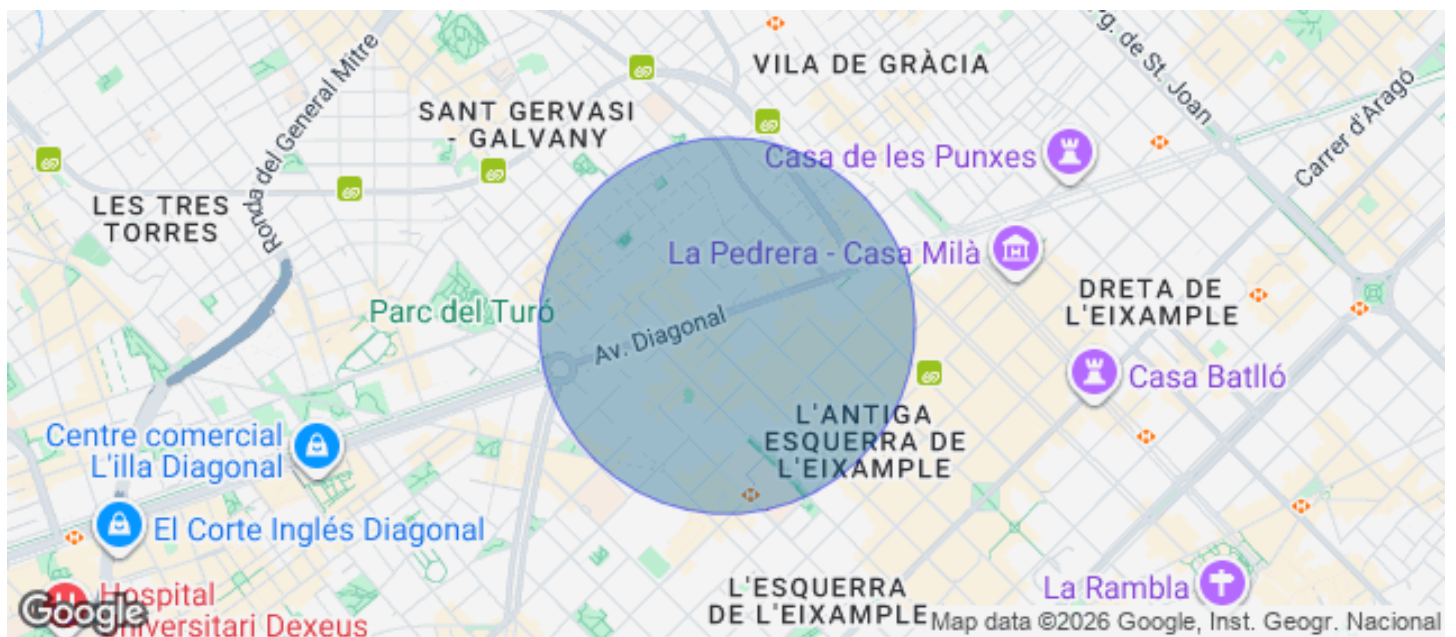 VILA DE GRÀCIA
rg. de St. Joan
Carrer d'Aragó
Ronda del General Mitre
SANT GERVASI
- GALVANY
Casa de les Punxes
LES TRES
TORRES
La Pedrera - Casa Milà
DRETA DE
L'EIXAMPLE
Parc del Turó
Av. Diagonal
Casa Batlló
L'ANTIGA
ESQUERRA DE
L'EIXAMPLE
Centre comercial
L'illa Diagonal
El Corte Inglés Diagonal
L'ESQUERRA
DE L'EIXAMPLE
La Rambla
Hospital
Universitari Dexeus
Google
Map data ©2026 Google, Inst. Geogr. Nacional